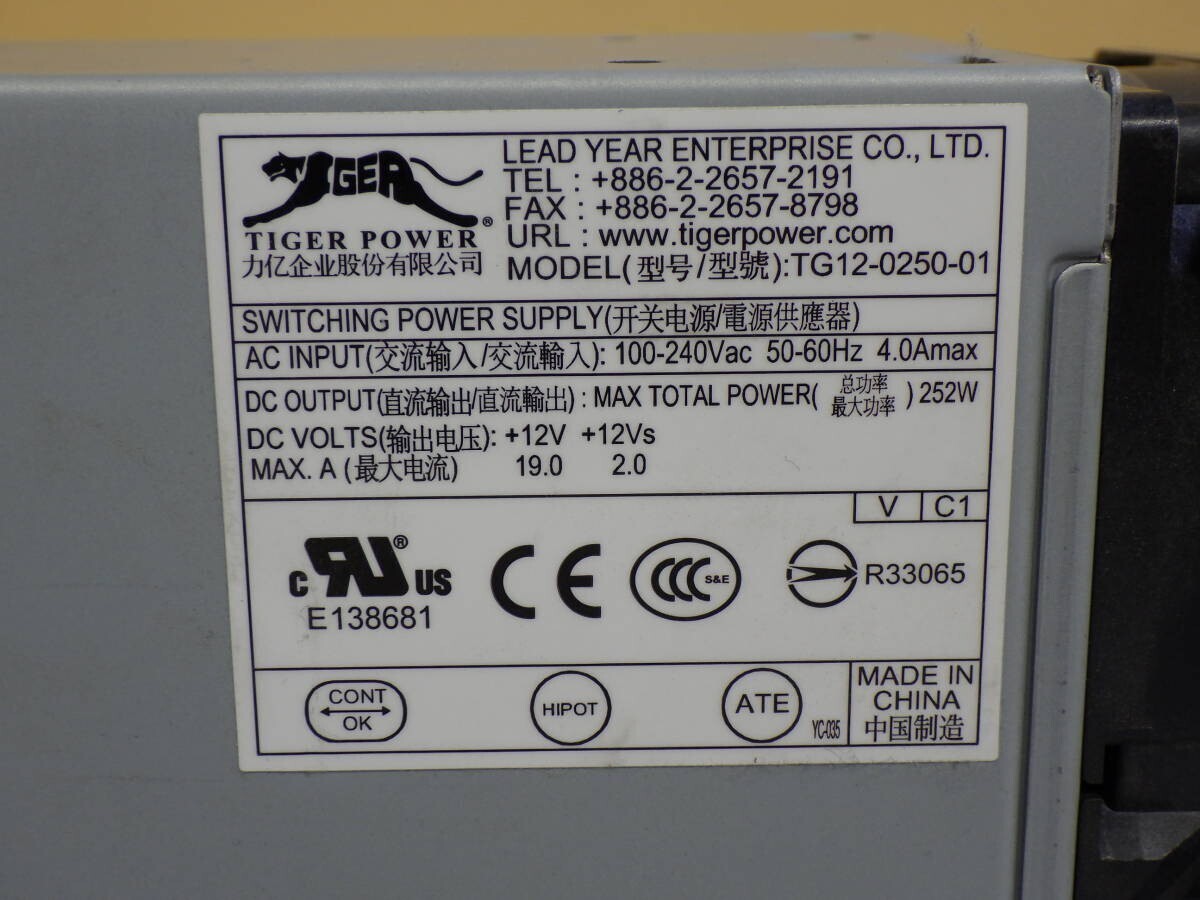 TIGER
®
TIGER POWER
力亿企业股份有限公司
LEAD YEAR ENTERPRISE CO., LTD.
TEL : +886-2-2657-2191
FAX : +886-2-2657-8798
URL : www.tigerpower.com
MODEL(型号/型號):TG12-0250-01
SWITCHING POWER SUPPLY(开关电源/電源供應器)
AC INPUT(交流输入/交流輸入): 100-240Vac 50-60Hz 4.0Amax
DC OUTPUT(直流输出/直流輸出) : MAX TOTAL POWER( 总功率 最大功率 ) 252W
DC VOLTS(输出电压): +12V +12Vs
MAX. A (最大电流) 19.0 2.0
V C1
c RU ® US
E138681
CE
CCC S&E
R33065
CONT
OK
HIPOT
ATE
YC-035
MADE IN
CHINA
中国制造